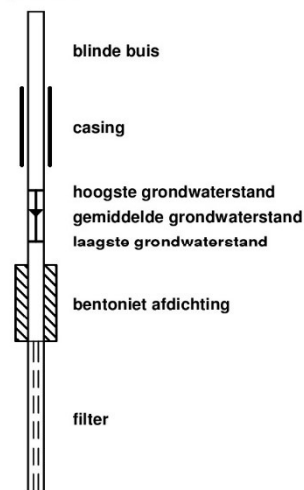 blinde buis
casing
hoogste grondwaterstand
gemiddelde grondwaterstand
laagste grondwaterstand
bentoniet afdichting
filter